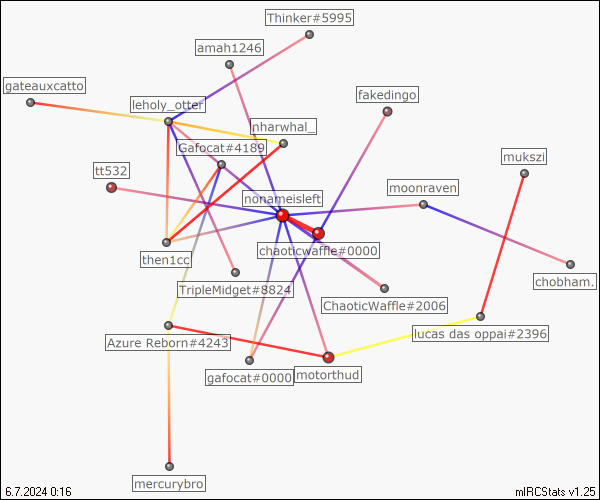 Thinker#5995
amah1246
gateauxcatto
fakedingo
leholy_otter
nharwhal_
Gafocat#4189
mukszi
tt532
moonraven
nonameisleft
chaoticwaffle#0000
then1cc
chobham.
TripleMidget#8824
ChaoticWaffle#2006
lucas das oppai#2396
Azure Reborn#4243
gafocat#0000
motorthud
mercurybro
6.7.2024 0:16
mIRCStats v1.25